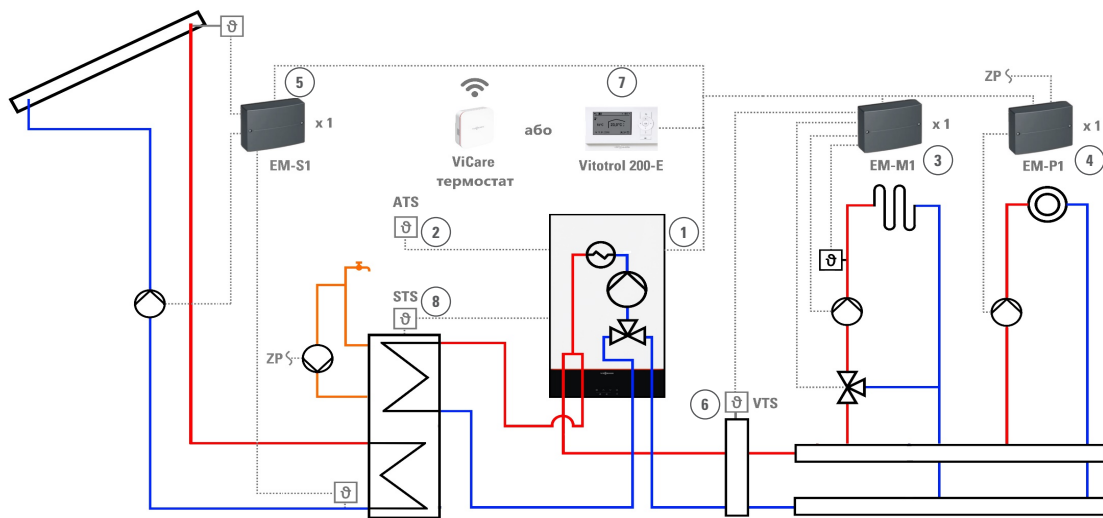 ϑ
5
7
ZP
x 1
EM-S1
ViCare
термостат
або
Vitotrol 200-E
x 1
EM-M1
3
x 1
EM-P1
4
ATS
ϑ
2
1
ϑ
STS
8
ϑ
ZP
6
ϑ
VTS
ϑ